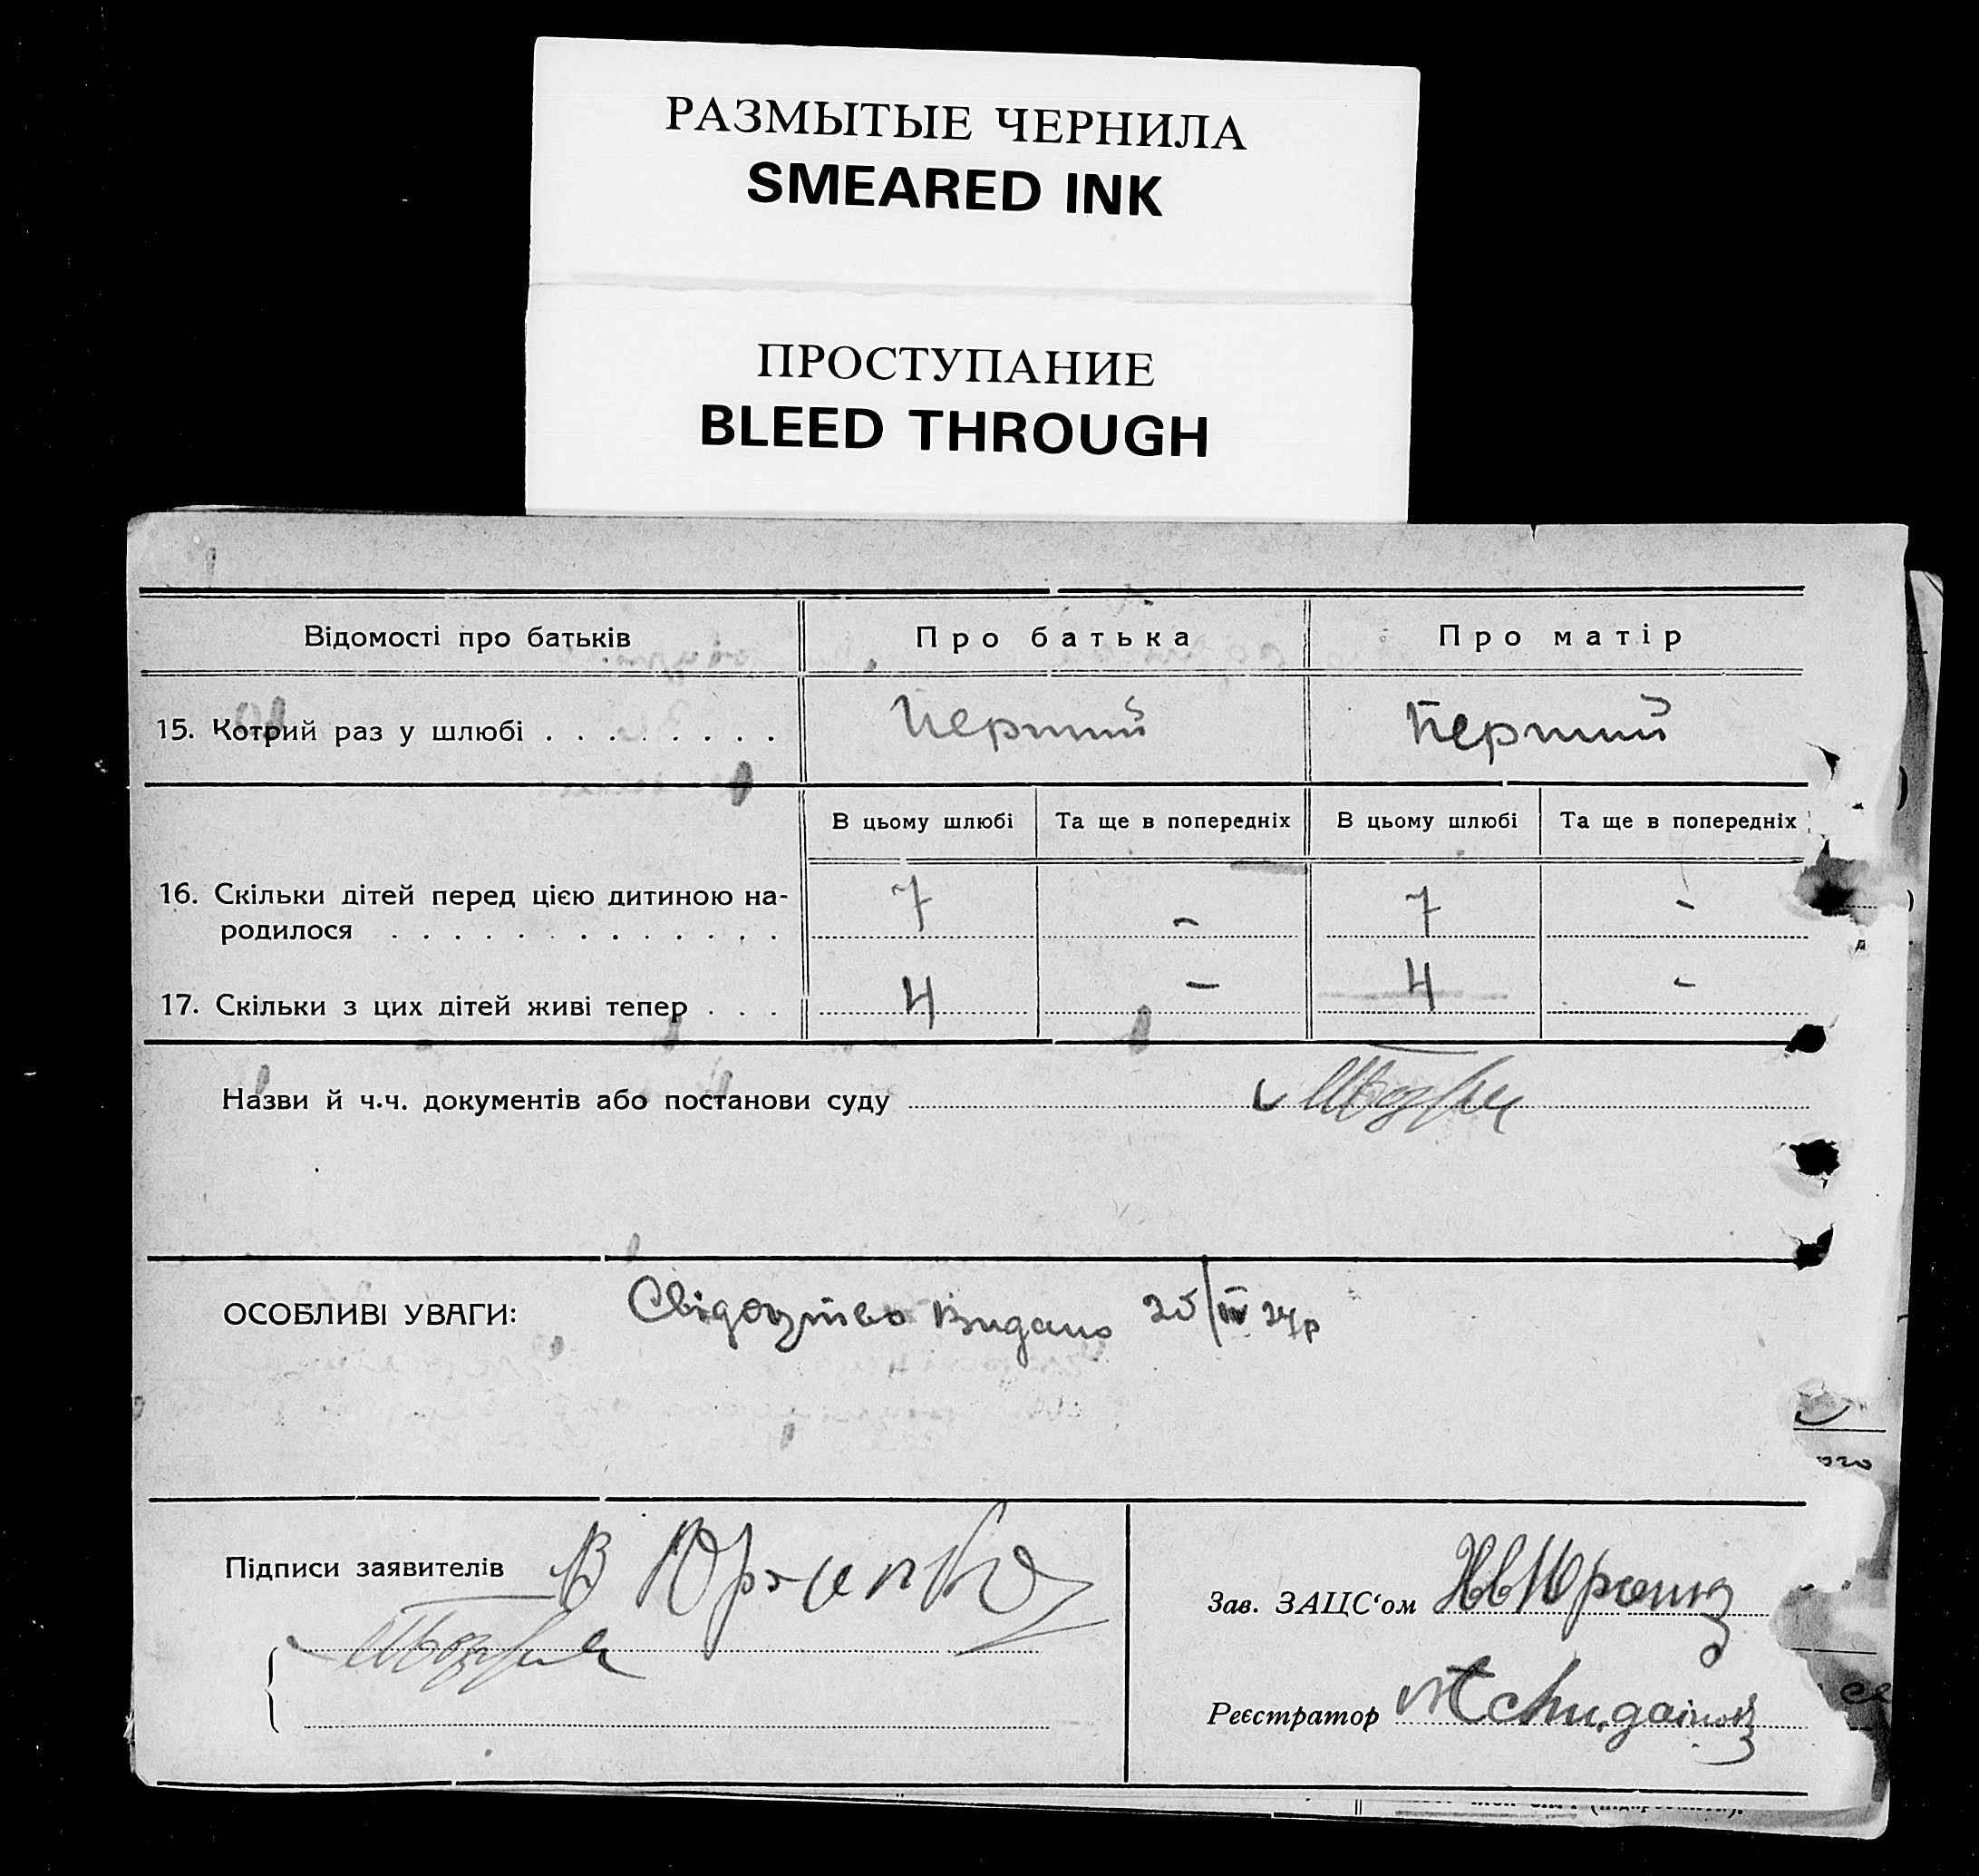 РАЗМЫТЫЕ ЧЕРНИЛА
SMEARED INK
ПРОСТУПАНИЕ
BLEED THROUGH
Відомості про батьків Про батька Про матір
15. Котрий раз у шлюбі . . . . . . . . Перший Перший
В цьому шлюбі Та ще в попередніх В цьому шлюбі Та ще в попередніх
16. Скільки дітей перед цією дитиною на-
родилося . . . . . . . . . . . . . 7 - 7 -
17. Скільки з цих дітей живі тепер . . . 4 - 4 -
Назви й ч.ч. документів або постанови суду
ОСОБЛИВІ УВАГИ: Свідоцтво видано 25/IV 24р
Підписи заявителів В
Зав. ЗАЦС‘ом
Реєстратор